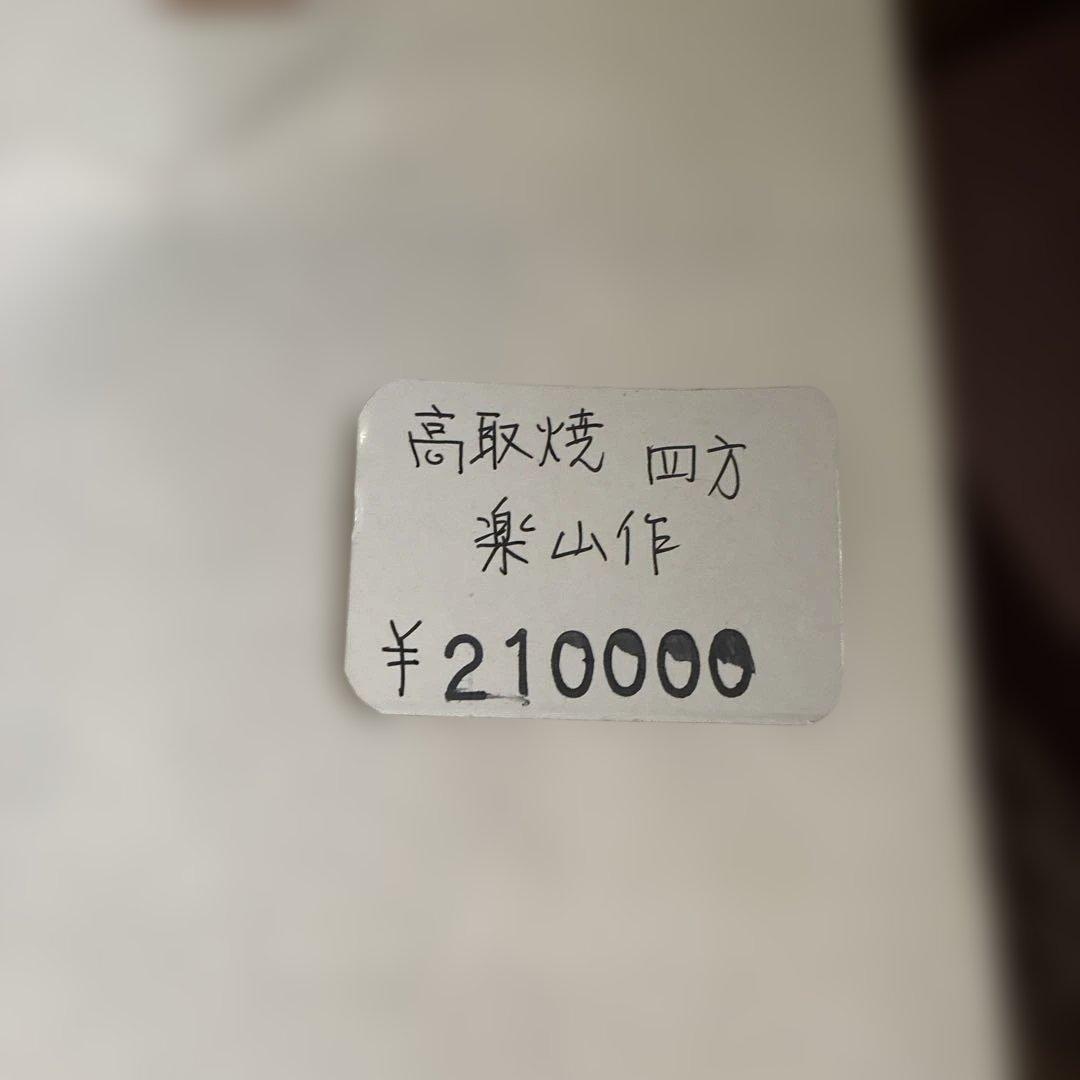 高取焼 四方
楽山作
¥210000